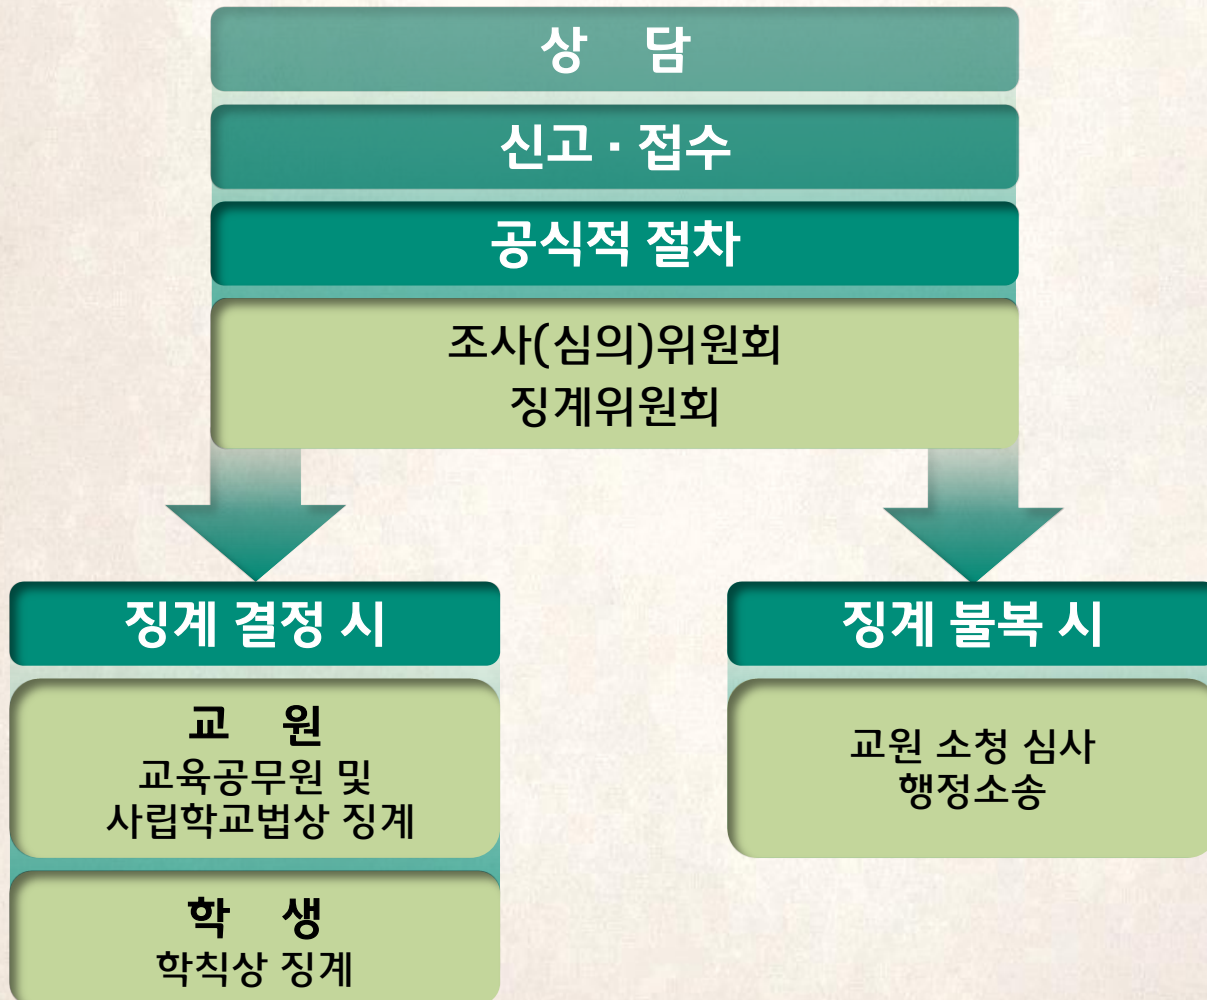 상 담
신고 · 접수
공식적 절차
조사(심의)위원회
징계위원회
징계 결정 시
교 원
교육공무원 및
사립학교법상 징계
학 생
학칙상 징계
징계 불복 시
교원 소청 심사
행정소송